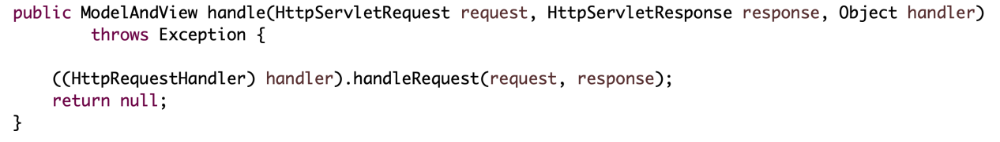 public ModelAndView handle(HttpServletRequest request, HttpServletResponse response, Object handler)
        throws Exception {

    ((HttpRequestHandler) handler).handleRequest(request, response);
    return null;
}